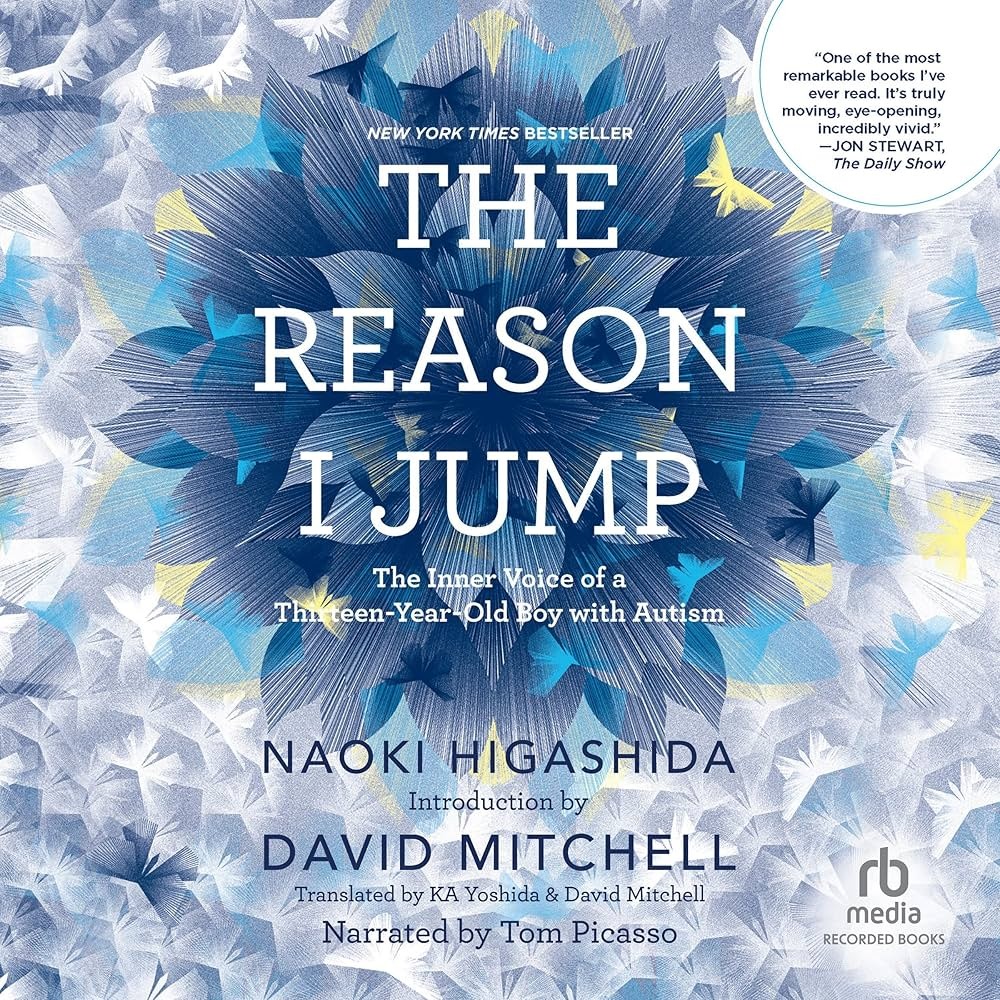 “One of the most
remarkable books I’ve
ever read. It’s truly
moving, eye-opening,
incredibly vivid.”
—JON STEWART,
The Daily Show
NEW YORK TIMES BESTSELLER
THE
REASON
I JUMP
The Inner Voice of a
Thirteen-Year-Old Boy with Autism
NAOKI HIGASHIDA
Introduction by
DAVID MITCHELL
Translated by KA Yoshida & David Mitchell
Narrated by Tom Picasso
rb
media
RECORDED BOOKS